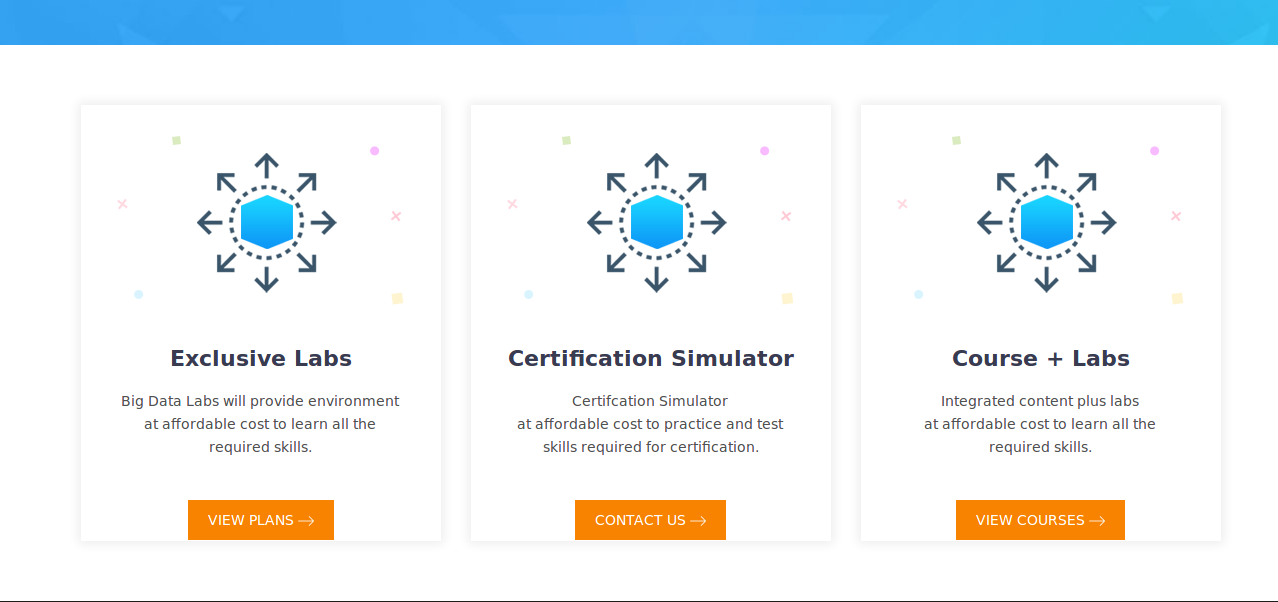 Exclusive Labs
Big Data Labs will provide environment
at affordable cost to learn all the
required skills.
VIEW PLANS
Certification Simulator
Certifcation Simulator
at affordable cost to practice and test
skills required for certification.
CONTACT US
Course + Labs
Integrated content plus labs
at affordable cost to learn all the
required skills.
VIEW COURSES